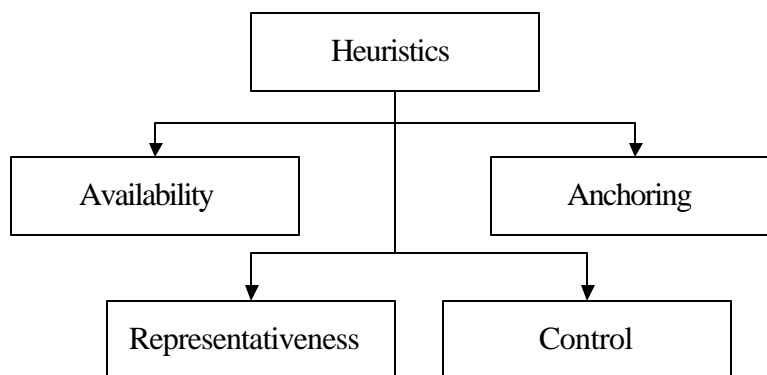 Heuristics
Availability
Anchoring
Representativeness
Control